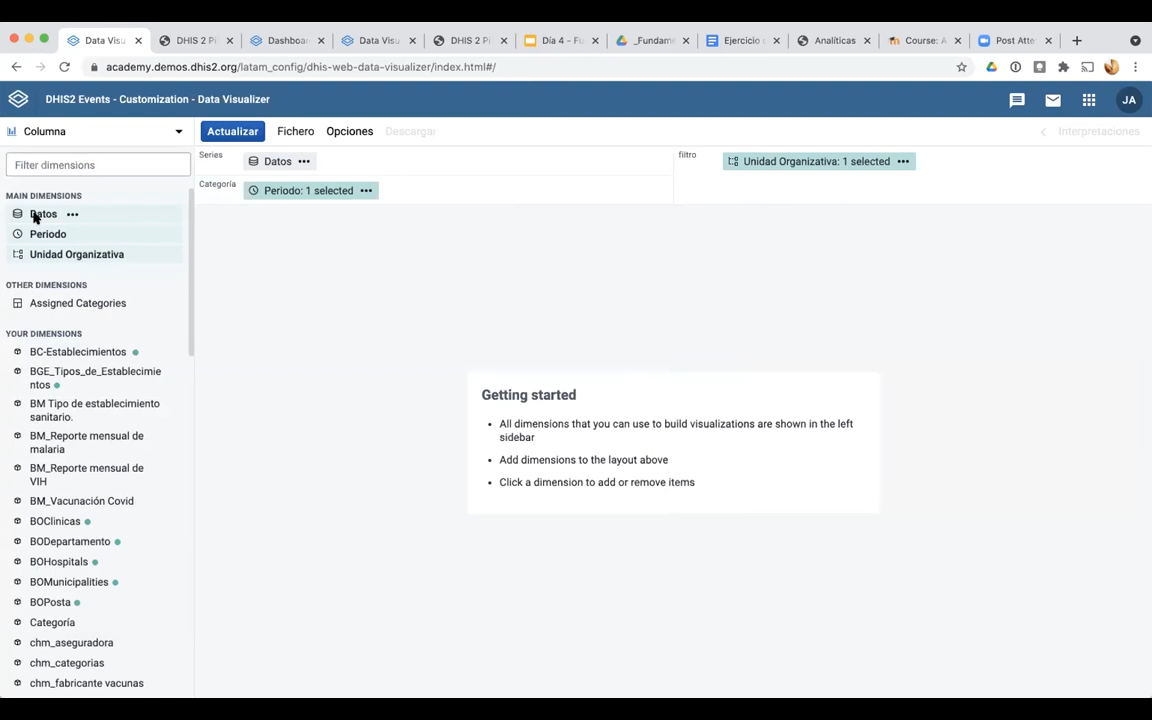 Data Visu
DHIS 2 Pi
Dashboa
Data Visu
DHIS 2 Pi
Día 4 - Fu
_Fundame
Ejercicio
Analíticas
Course: A
Post Atte
academy.demos.dhis2.org/latam_config/dhis-web-data-visualizer/index.html#/
DHIS2 Events - Customization - Data Visualizer
JA
Columna
Actualizar
Fichero
Opciones
Descargar
Interpretaciones
Filter dimensions
Series
Datos
filtro
Unidad Organizativa: 1 selected
Categoría
Periodo: 1 selected
MAIN DIMENSIONS
Datos
Periodo
Unidad Organizativa
OTHER DIMENSIONS
Assigned Categories
YOUR DIMENSIONS
BC-Establecimientos
BGE_Tipos_de_Establecimie
ntos
BM Tipo de establecimiento
sanitario.
BM_Reporte mensual de
malaria
BM_Reporte mensual de
VIH
BM_Vacunación Covid
BOClinicas
BODepartamento
BOHospitals
BOMunicipalities
BOPosta
Categoría
chm_aseguradora
chm_categorias
chm_fabricante vacunas
Getting started
All dimensions that you can use to build visualizations are shown in the left
sidebar
Add dimensions to the layout above
Click a dimension to add or remove items